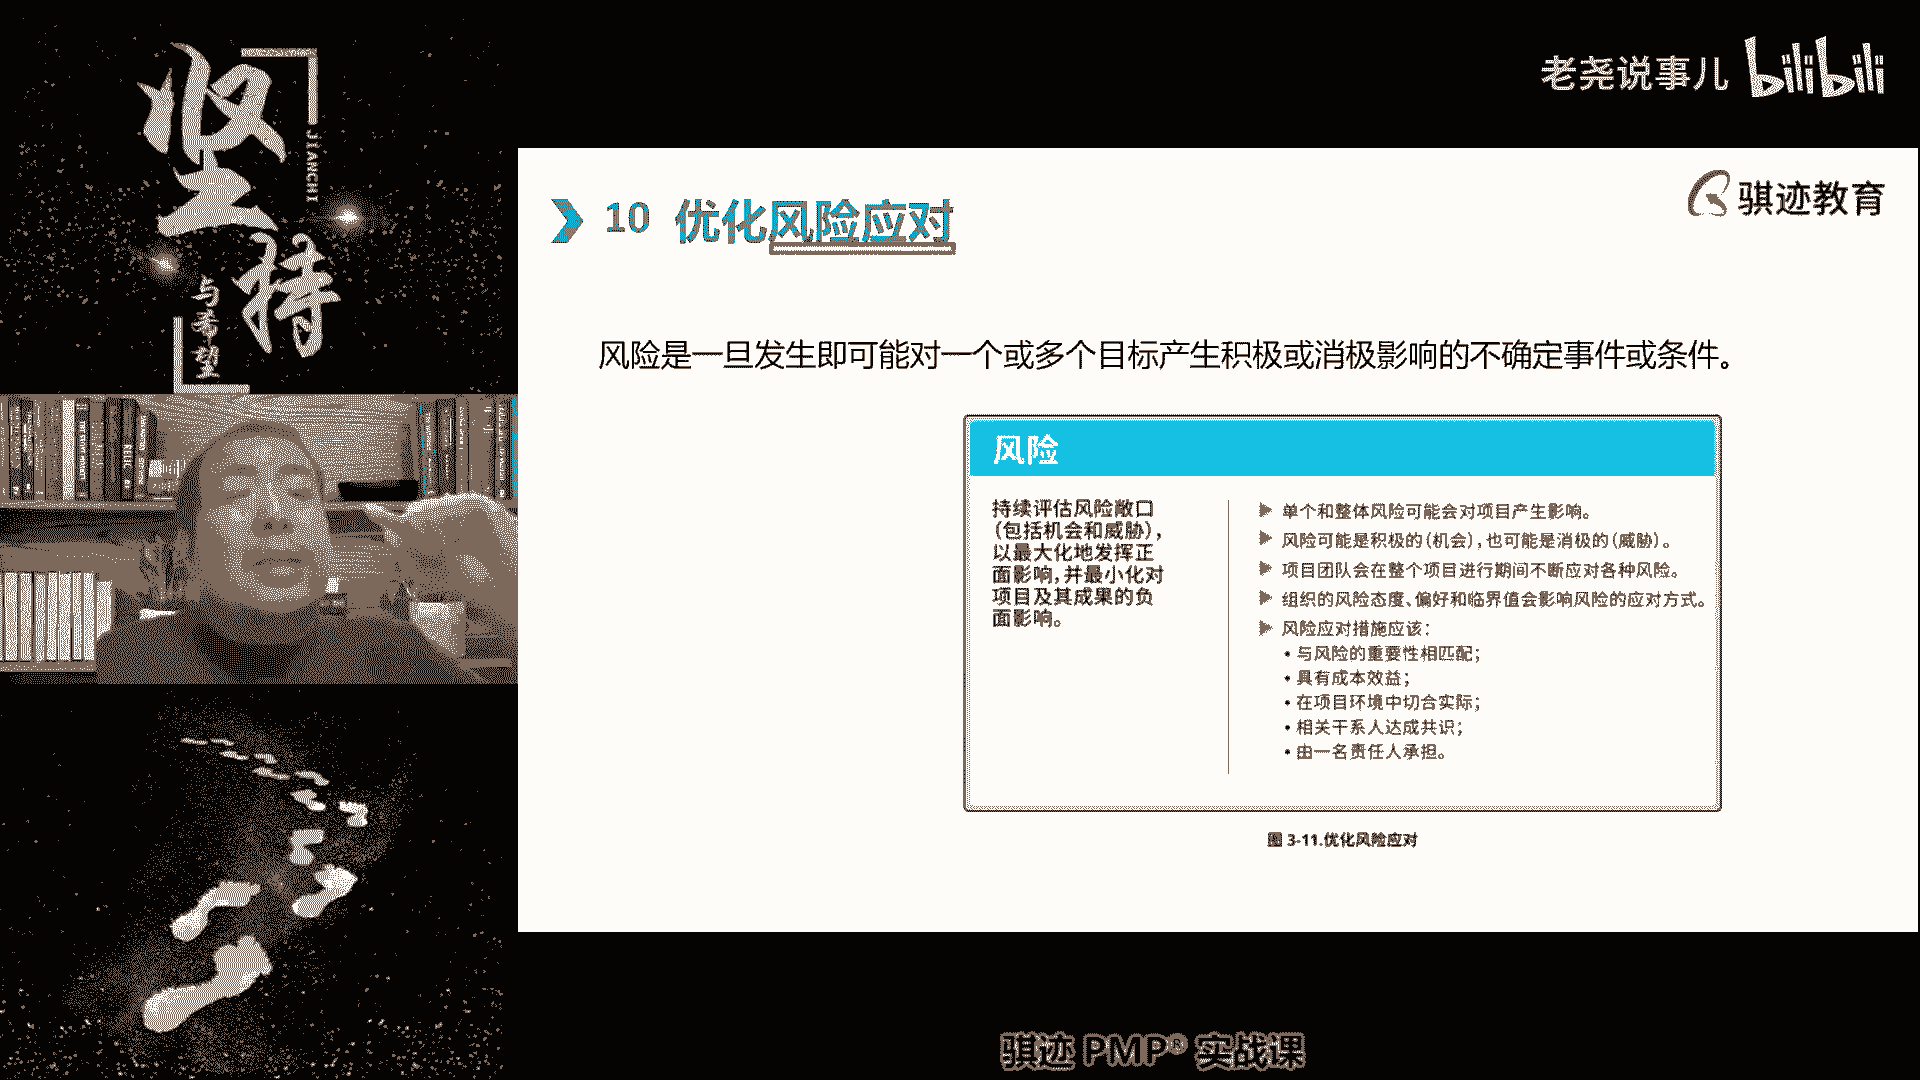 坚
持
JIANCHI
与希望
老尧说事儿 bilibili
骐迹教育
10 优化风险应对
风险是一旦发生即可能对一个或多个目标产生积极或消极影响的不确定事件或条件。
风险
持续评估风险敞口
(包括机会和威胁),
以最大化地发挥正
面影响,并最小化对
项目及其成果的负
面影响。
单个和整体风险可能会对项目产生影响。
风险可能是积极的(机会),也可能是消极的(威胁)。
项目团队会在整个项目进行期间不断应对各种风险。
组织的风险态度、偏好和临界值会影响风险的应对方式。
风险应对措施应该:
• 与风险的重要性相匹配;
• 具有成本效益;
• 在项目环境中切合实际;
• 相关干系人达成共识;
• 由一名责任人承担。
图 3-11.优化风险应对
骐迹 PMP® 实战课